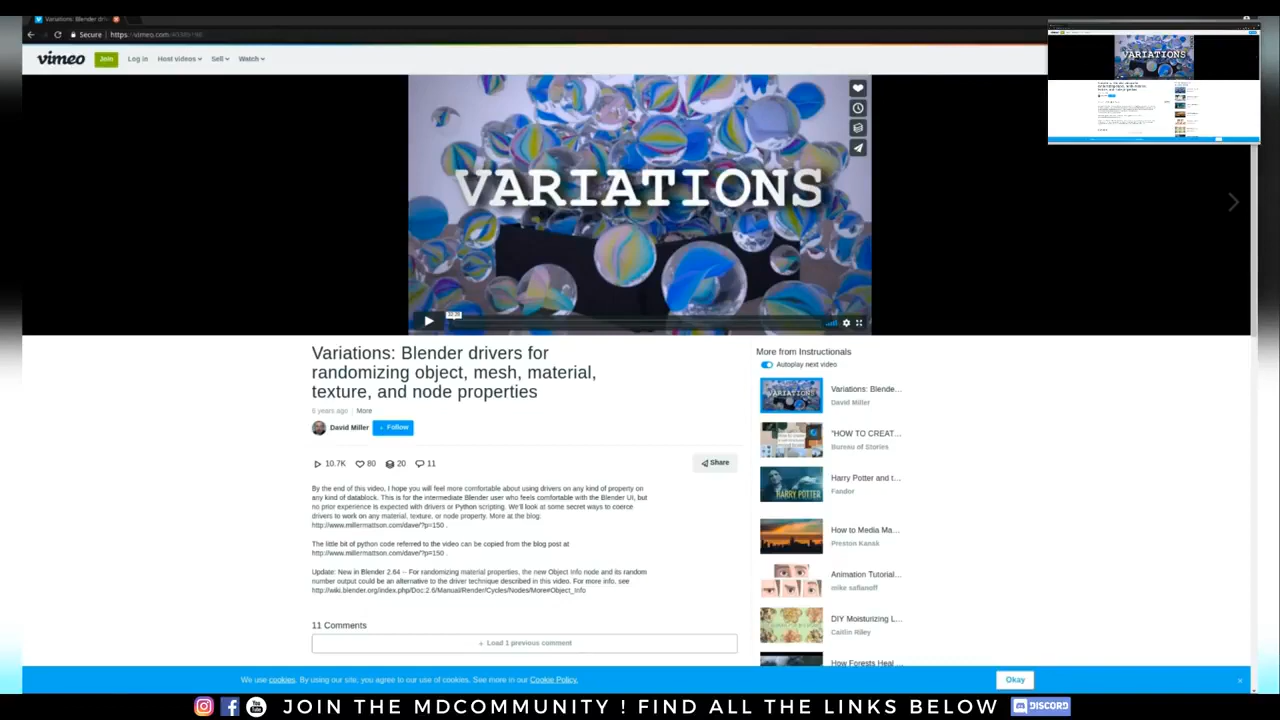 Variations: Blender driv
Secure | https://vimeo.com/
vimeo Join Log in Host videos Sell Watch
VARIATIONS
Variations: Blender drivers for
randomizing object, mesh, material,
texture, and node properties
6 years ago | More
David Miller + Follow
10.7K 80 20 11 Share
By the end of this video, I hope you will feel more comfortable about using drivers on any kind of property on
any kind of datablock. This is for the intermediate Blender user who feels comfortable with the Blender UI, but
no prior experience is expected with drivers or Python scripting. We'll look at some secret ways to coerce
drivers to work on any material, texture, or node property. More at the blog:
http://www.millermattson.com/dave/?p=150 .
The little bit of python code referred to the video can be copied from the blog post at
http://www.millermattson.com/dave/?p=150 .
Update: New in Blender 2.64 -- For randomizing material properties, the new Object Info node and its random
number output could be an alternative to the driver technique described in this video. For more info, see
http://wiki.blender.org/index.php/Doc:2.6/Manual/Render/Cycles/Nodes/More#Object_Info
11 Comments
+ Load 1 previous comment
More from Instructionals
Autoplay next video
Variations: Blende...
David Miller
"HOW TO CREAT...
Bureau of Stories
HARRY POTTER
Harry Potter and t...
Fandor
How to Media Ma...
Preston Kanak
Animation Tutorial...
mike safianoff
DIY Moisturizing L...
Caitlin Riley
How Forests Heal ...
We use cookies. By using our site, you agree to our use of cookies. See more in our Cookie Policy. Okay ×
JOIN THE MDCOMMUNITY ! FIND ALL THE LINKS BELOW DISCORD